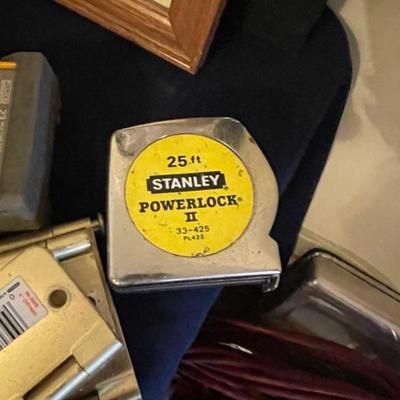 25 ft
STANLEY
POWERLOCK®
II
33-425
PL425